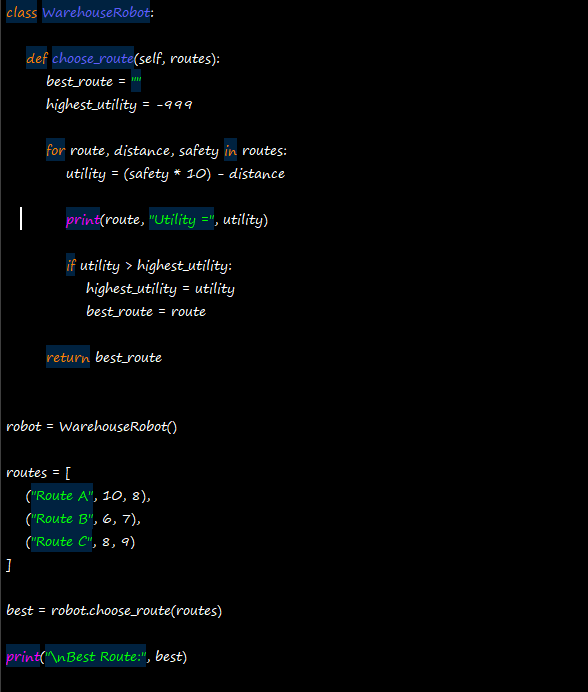 class WarehouseRobot:
def choose_route(self, routes):
best_route = ""
highest_utility = -999
for route, distance, safety in routes:
utility = (safety * 10) - distance
print(route, "Utility =", utility)
if utility > highest_utility:
highest_utility = utility
best_route = route
return best_route
robot = WarehouseRobot()
routes = [
("Route A", 10, 8),
("Route B", 6, 7),
("Route C", 8, 9)
]
best = robot.choose_route(routes)
print("\nBest Route:", best)